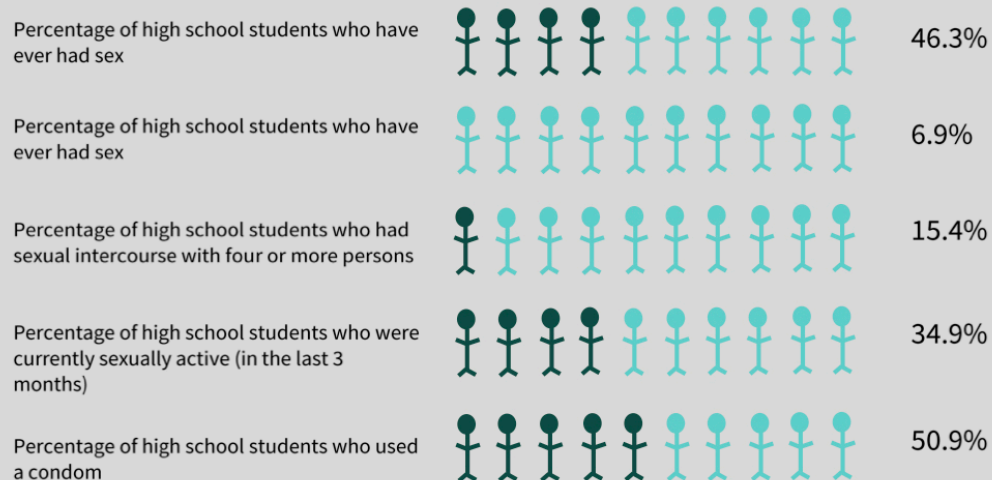 Percentage of high school students who have
ever had sex
46.3%
Percentage of high school students who have
ever had sex
6.9%
Percentage of high school students who had
sexual intercourse with four or more persons
15.4%
Percentage of high school students who were
currently sexually active (in the last 3
months)
34.9%
Percentage of high school students who used
a condom
50.9%